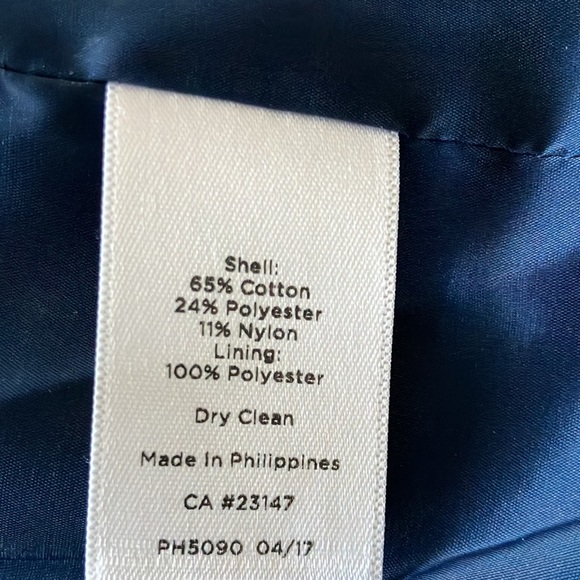 Shell:
65% Cotton
24% Polyester
11% Nylon
Lining:
100% Polyester
Dry Clean
Made In Philippines
CA #23147
PH5090 04/17